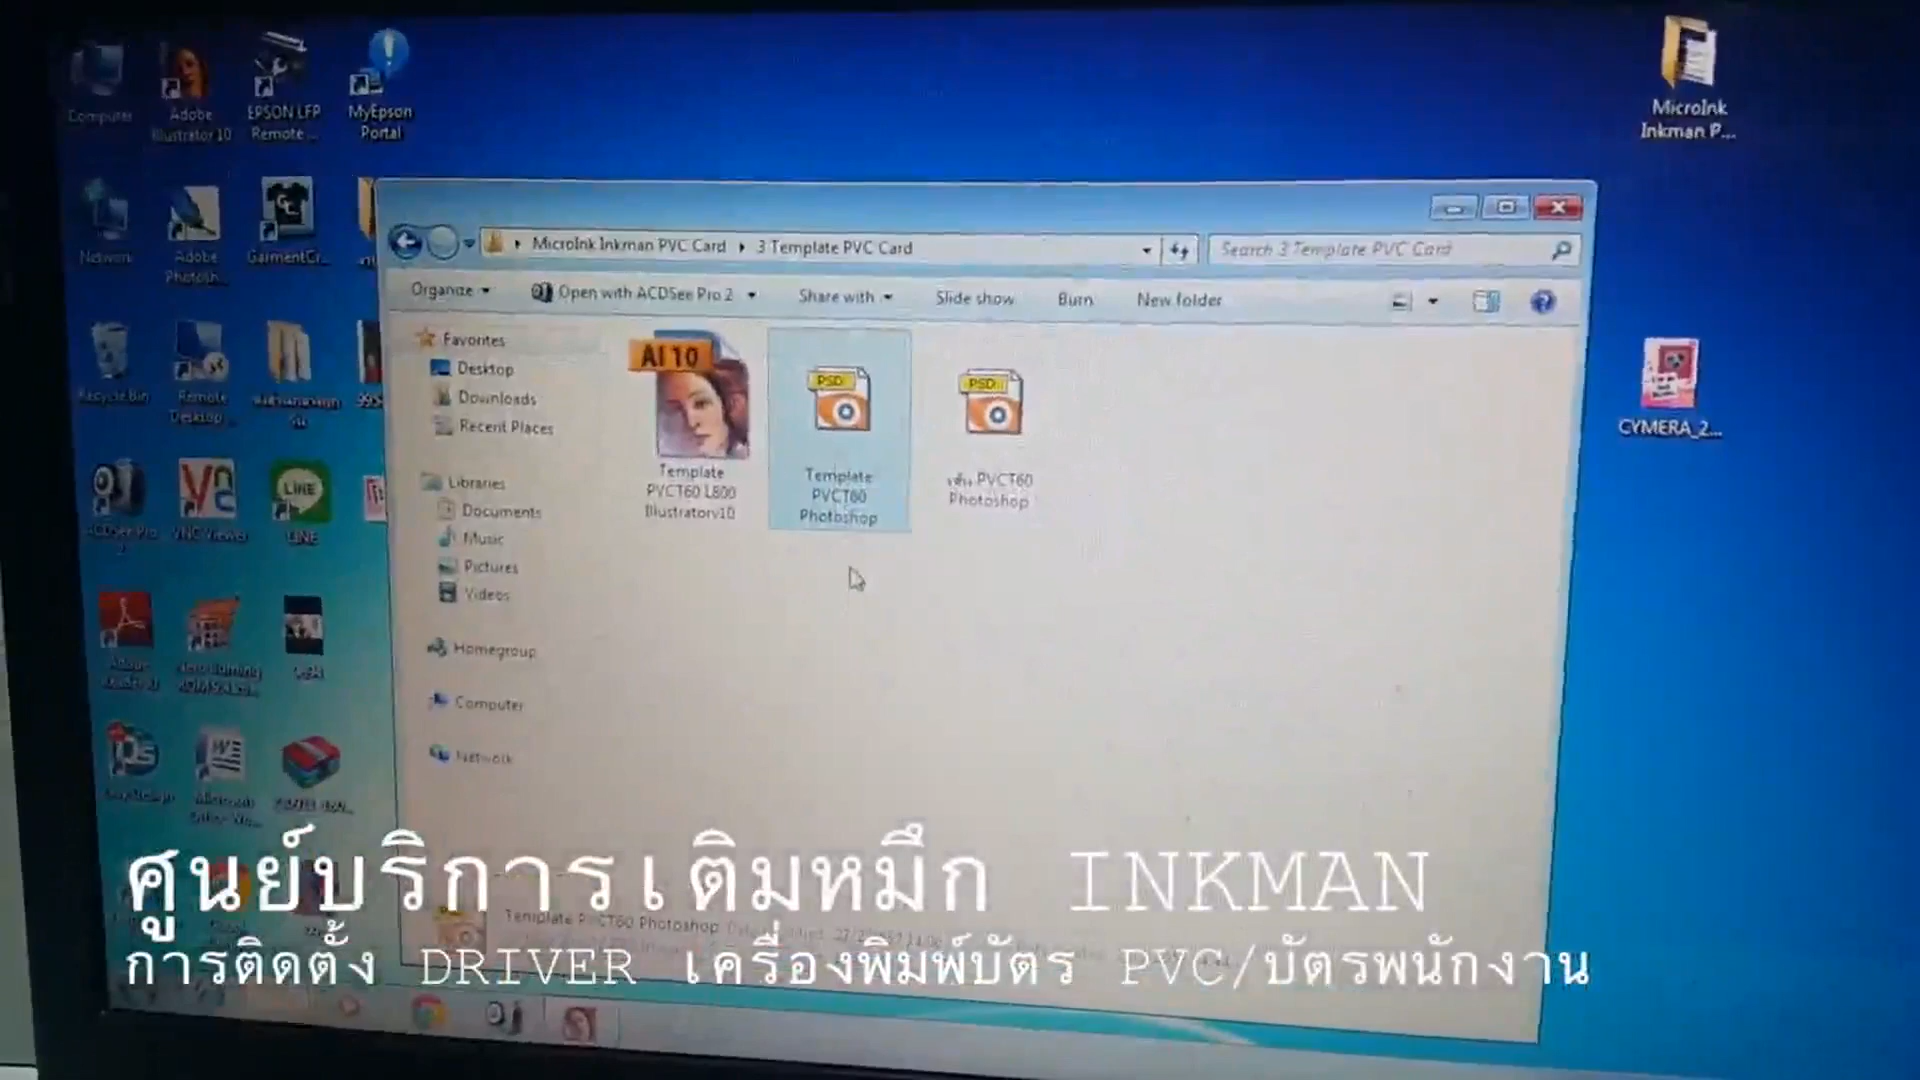 Computer
Adobe
Illustrator 10
EPSON LFP
Remote ...
MyEpson
Portal
MicroInk
Inkman P...
Network
Adobe
Photosh...
GarmentCr...
MicroInk Inkman PVC Card
3 Template PVC Card
Search 3 Template PVC Card
Organize
Open with ACDSee Pro 2
Share with
Slide show
Burn
New folder
Favorites
Desktop
Downloads
Recent Places
Libraries
Documents
Music
Pictures
Videos
Homegroup
Computer
Network
AI 10
Template
PVCT60 L800
Illustratorv10
PSD
Template
PVCT60
Photoshop
PSD
PVCT60
Photoshop
CYMERA_2...
Recycle Bin
Remote
Desktop...
ACDSee Pro
2
VNC Viewer
LINE
LINE
Adobe
ศูนย์บริการเติมหมึก INKMAN
Template PVCT60 Photoshop
การติดตั้ง DRIVER เครื่องพิมพ์บัตร PVC/บัตรพนักงาน